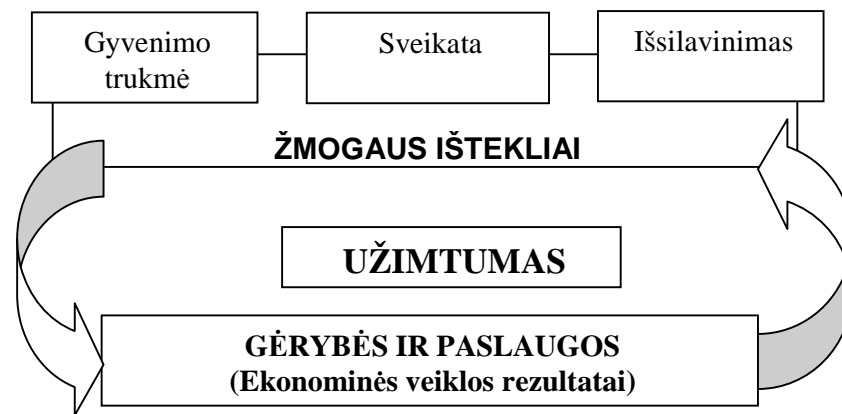 Gyvenimo
trukmė
Sveikata
Išsilavinimas
ŽMOGAUS IŠTEKLIAI
UŽIMTUMAS
GĖRYBĖS IR PASLAUGOS
(Ekonominės veiklos rezultatai)